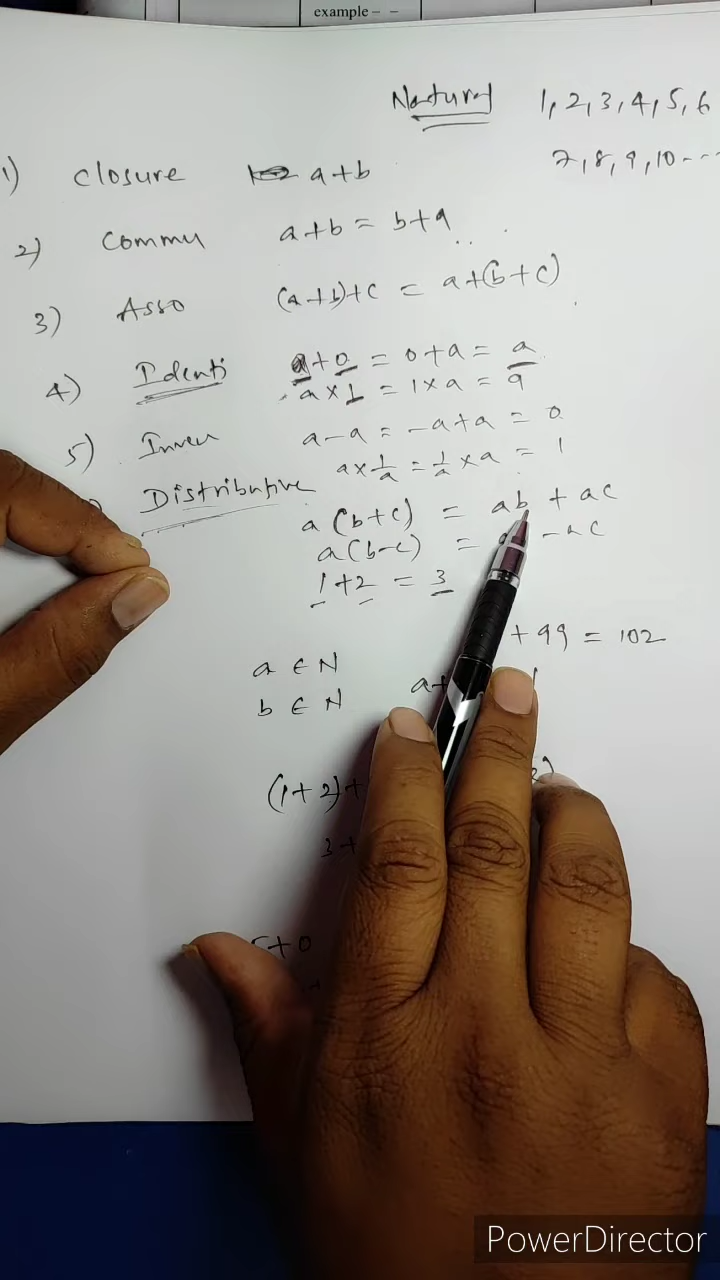 example - -
Natural 1, 2, 3, 4, 5, 6
7, 8, 9, 10 - - -
1) closure a+b
2) Commu a+b = b+a
3) Asso (a+b)+c = a+(b+c)
4) Identi a+0 = 0+a = a
a×1 = 1×a = a
5) Inver a-a = -a+a = 0
a×1/a = 1/a×a = 1
Distributive
a(b+c) = ab + ac
a(b-c) = - ac
1+2 = 3
+ 99 = 102
a ∈ N
b ∈ N a+
(1+2)+
3+
+0
PowerDirector